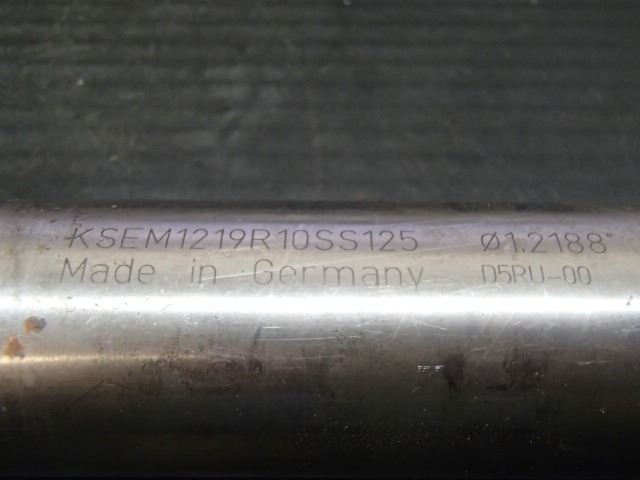 KSEM1219R10SS125 Ø1.2188"
Made in Germany D5RU-00